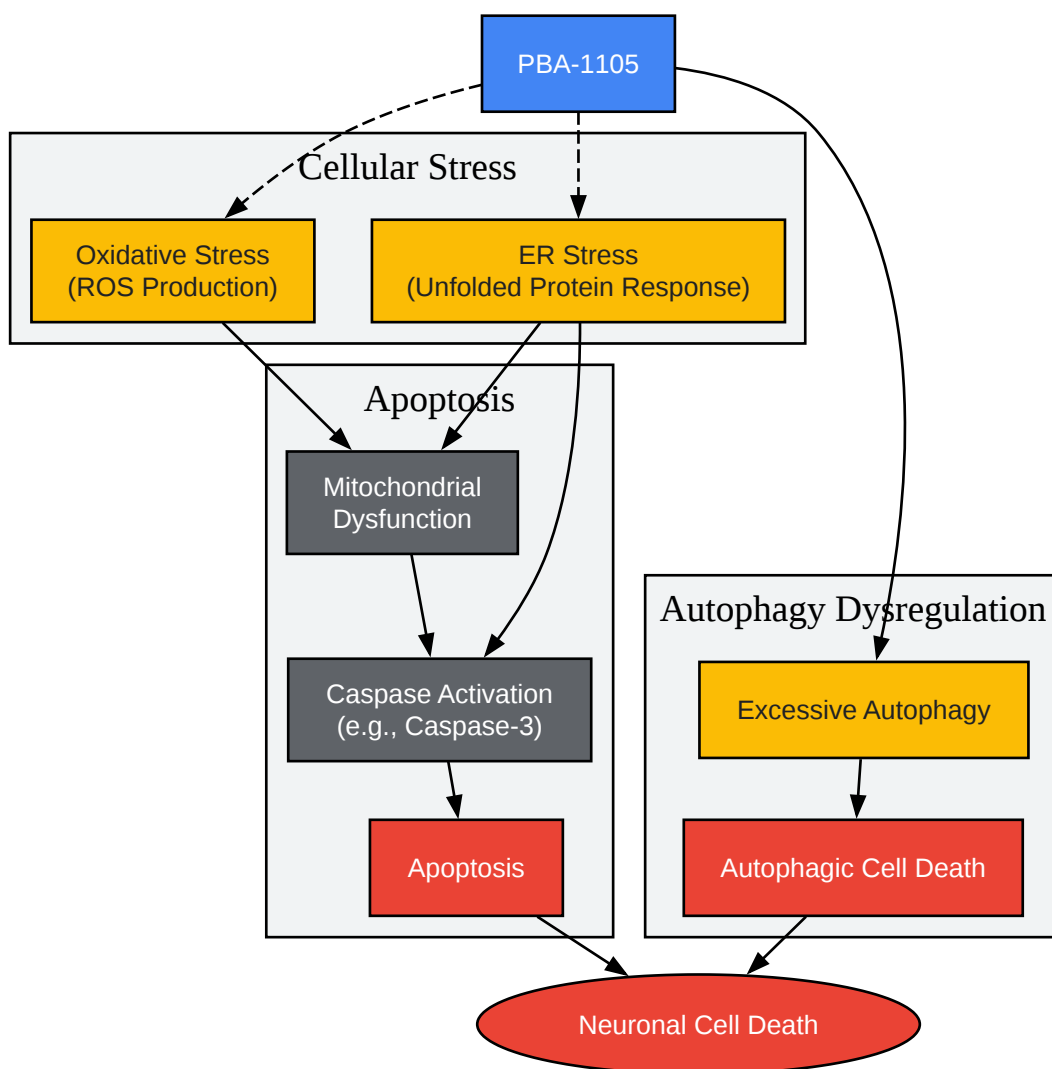 PBA-1105
Cellular Stress
Oxidative Stress
(ROS Production)
ER Stress
(Unfolded Protein Response)
Apoptosis
Mitochondrial
Dysfunction
Caspase Activation
(e.g., Caspase-3)
Apoptosis
Autophagy Dysregulation
Excessive Autophagy
Autophagic Cell Death
Neuronal Cell Death